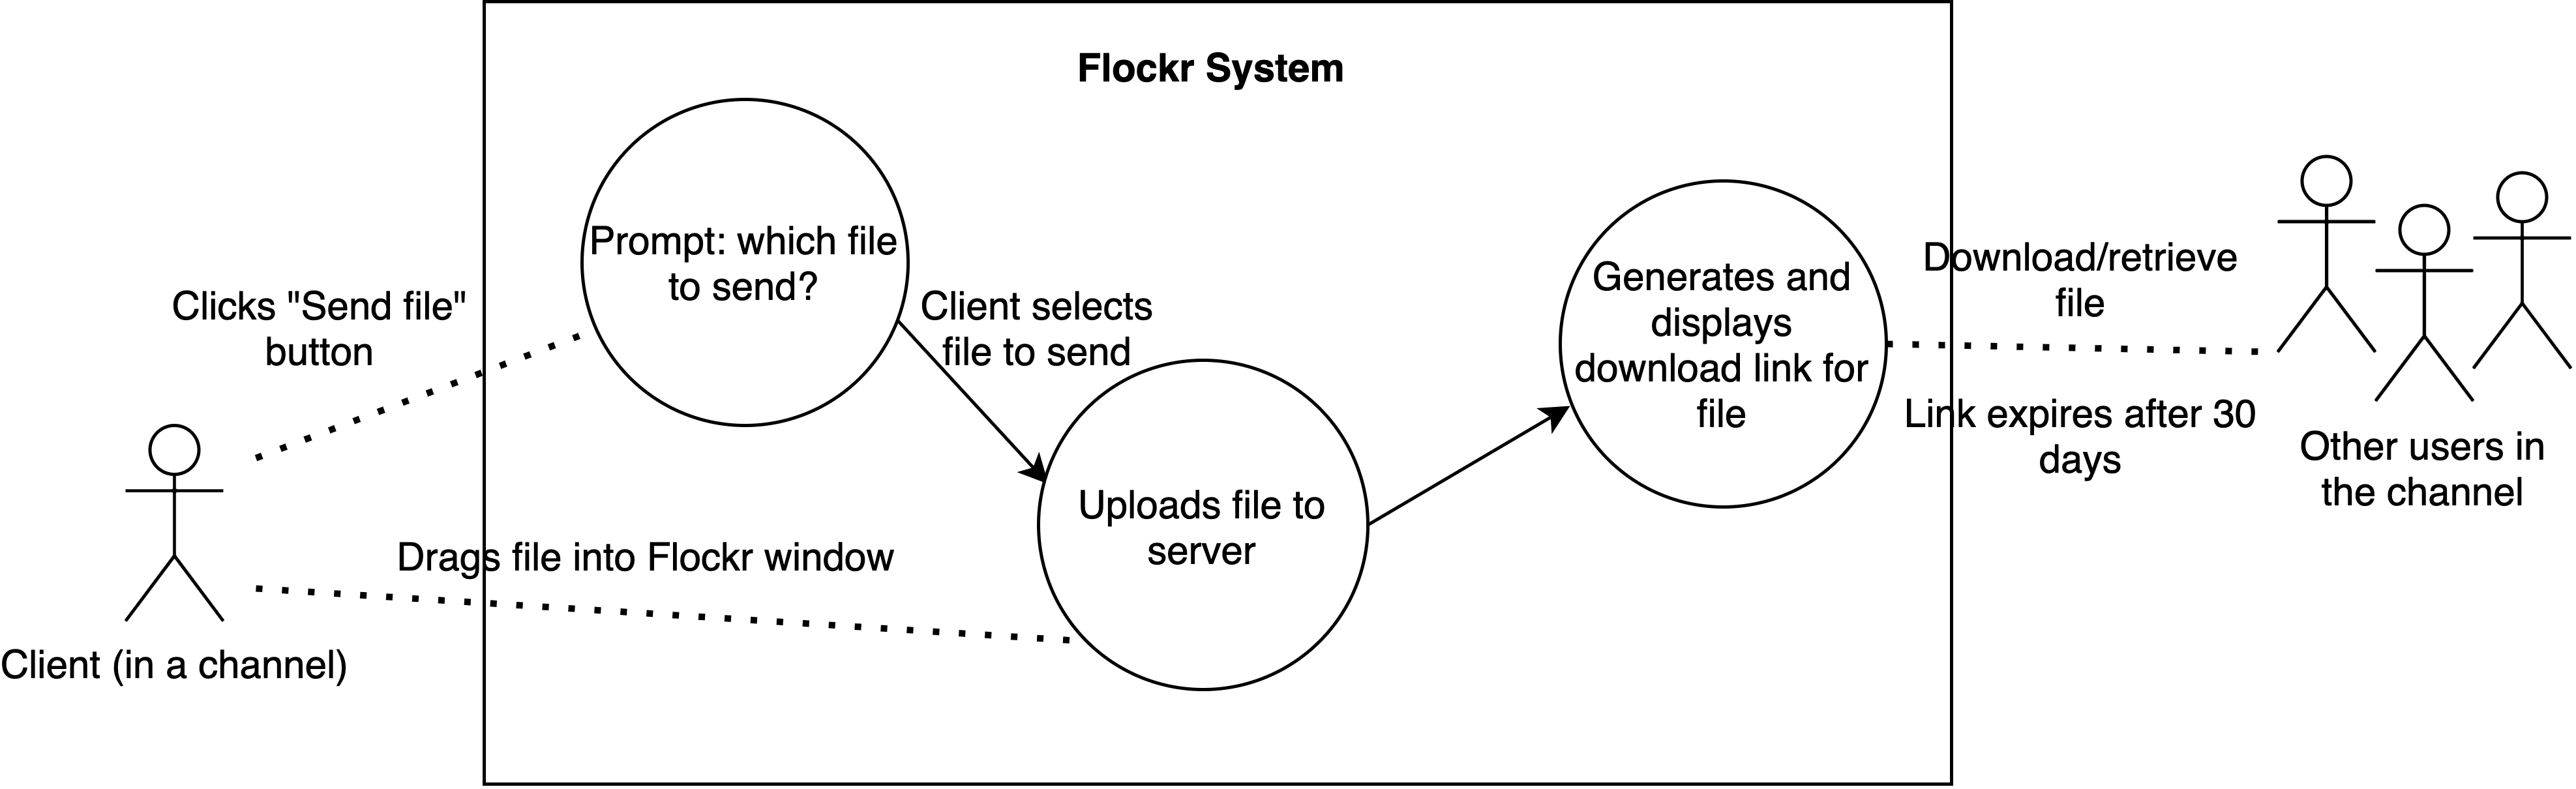 Flockr System
Clicks "Send file"
button
Client (in a channel)
Prompt: which file
to send?
Client selects
file to send
Drags file into Flockr window
Uploads file to
server
Generates and
displays
download link for
file
Download/retrieve
file
Link expires after 30
days
Other users in
the channel